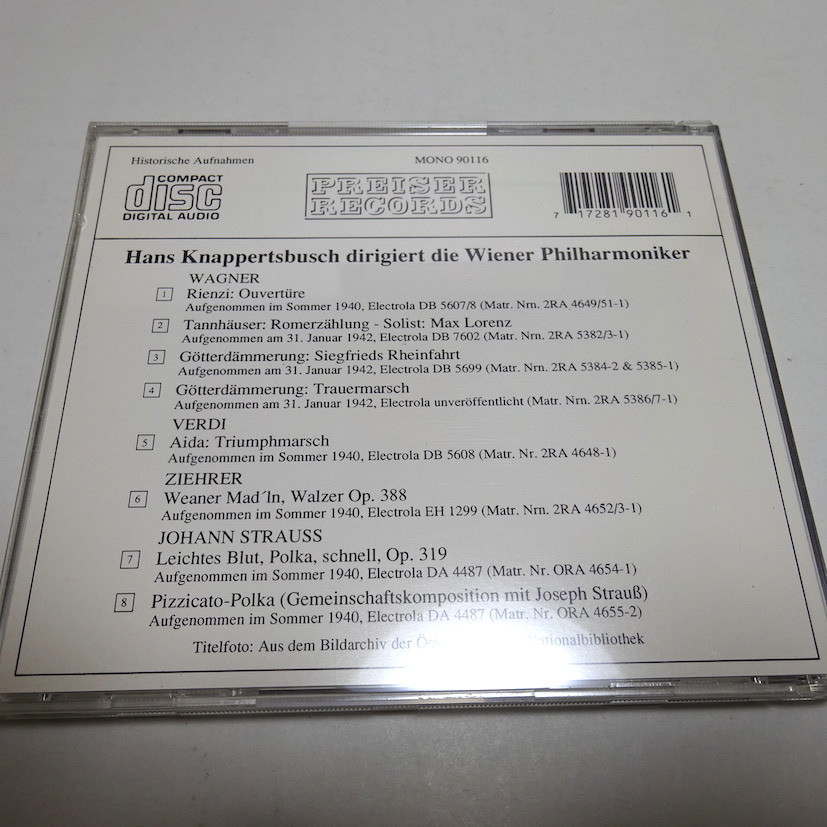 Historische Aufnahmen
MONO 90116
COMPACT
disc
DIGITAL AUDIO
PREISER
RECORDS
7 17281 90116 1
Hans Knappertsbusch dirigiert die Wiener Philharmoniker
WAGNER
1 Rienzi: Ouvertüre
Aufgenommen im Sommer 1940, Electrola DB 5607/8 (Matr. Nrn. 2RA 4649/51-1)
2 Tannhäuser: Romerzählung - Solist: Max Lorenz
Aufgenommen am 31. Januar 1942, Electrola DB 7602 (Matr. Nrn. 2RA 5382/3-1)
3 Götterdämmerung: Siegfrieds Rheinfahrt
Aufgenommen am 31. Januar 1942, Electrola DB 5699 (Matr. Nrn. 2RA 5384-2 & 5385-1)
4 Götterdämmerung: Trauermarsch
Aufgenommen am 31. Januar 1942, Electrola unveröffentlicht (Matr. Nrn. 2RA 5386/7-1)
VERDI
5 Aida: Triumphmarsch
Aufgenommen im Sommer 1940, Electrola DB 5608 (Matr. Nr. 2RA 4648-1)
ZIEHRER
6 Weaner Mad´ln, Walzer Op. 388
Aufgenommen im Sommer 1940, Electrola EH 1299 (Matr. Nrn. 2RA 4652/3-1)
JOHANN STRAUSS
7 Leichtes Blut, Polka, schnell, Op. 319
Aufgenommen im Sommer 1940, Electrola DA 4487 (Matr. Nr. ORA 4654-1)
8 Pizzicato-Polka (Gemeinschaftskomposition mit Joseph Strauß)
Aufgenommen im Sommer 1940, Electrola DA 4487 (Matr. Nr. ORA 4655-2)
Titelfoto: Aus dem Bildarchiv der